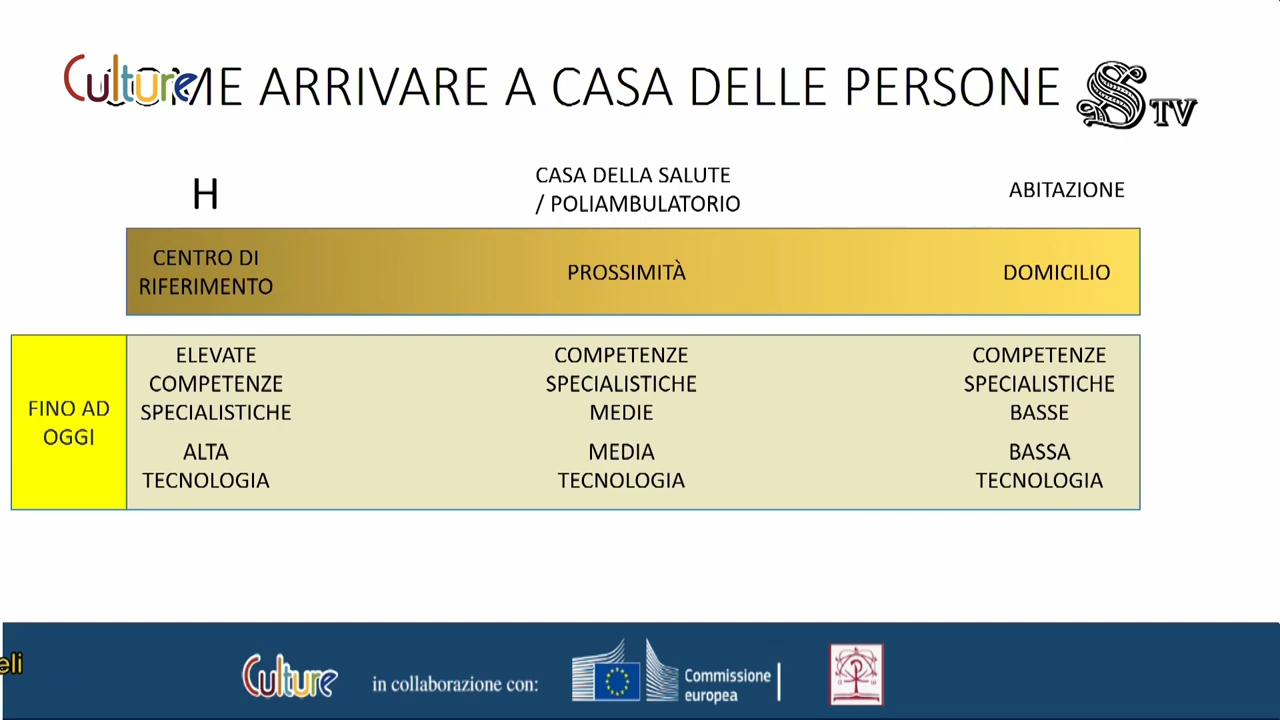 Culture
COME ARRIVARE A CASA DELLE PERSONE
S TV
H
CASA DELLA SALUTE
/ POLIAMBULATORIO
ABITAZIONE
CENTRO DI
RIFERIMENTO
PROSSIMITÀ
DOMICILIO
FINO AD
OGGI
ELEVATE
COMPETENZE
SPECIALISTICHE
ALTA
TECNOLOGIA
COMPETENZE
SPECIALISTICHE
MEDIE
MEDIA
TECNOLOGIA
COMPETENZE
SPECIALISTICHE
BASSE
BASSA
TECNOLOGIA
eli
Culture
in collaborazione con:
Commissione
europea